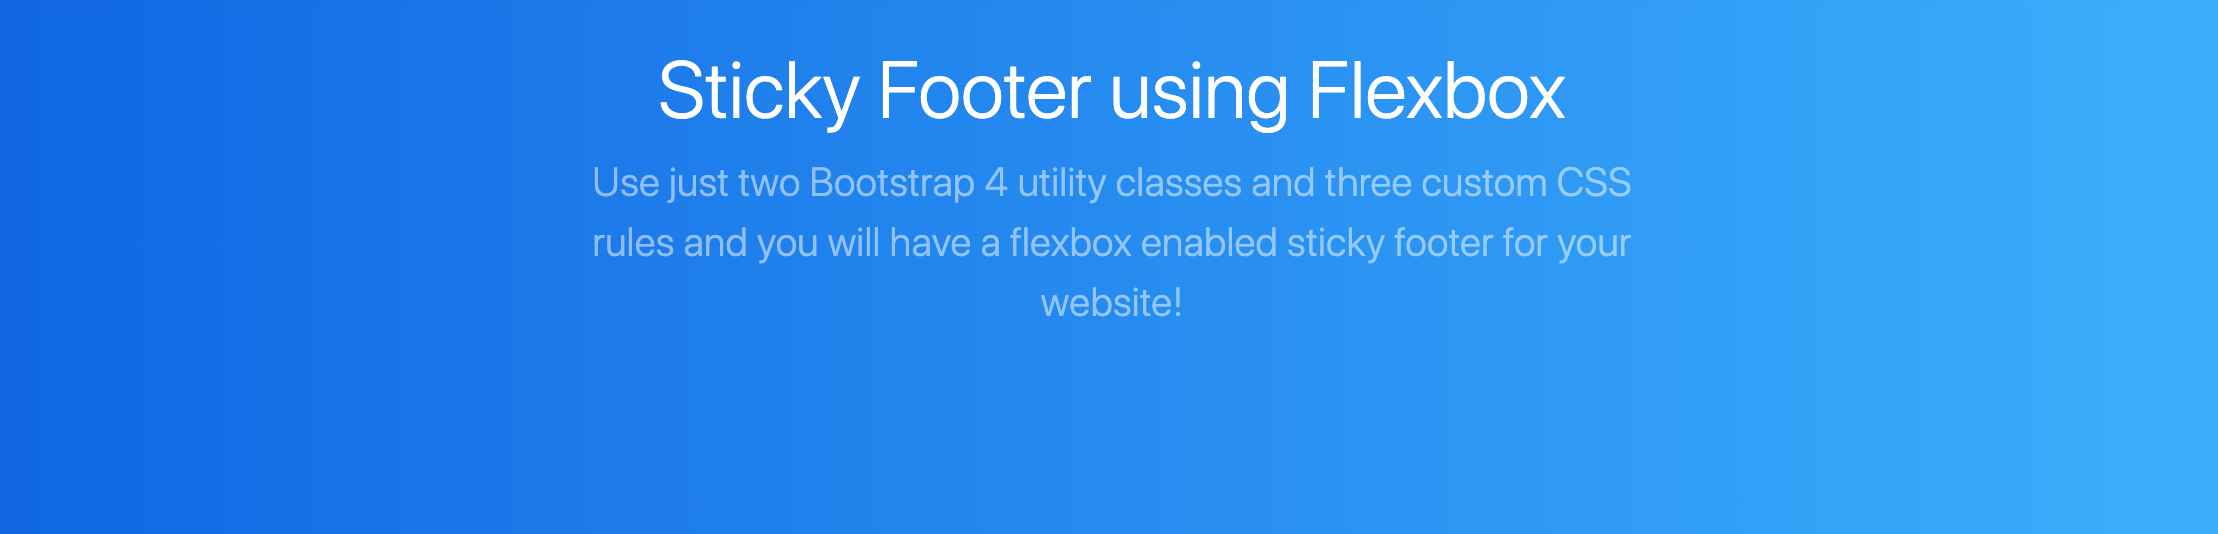 Sticky Footer using Flexbox
Use just two Bootstrap 4 utility classes and three custom CSS
rules and you will have a flexbox enabled sticky footer for your
website!